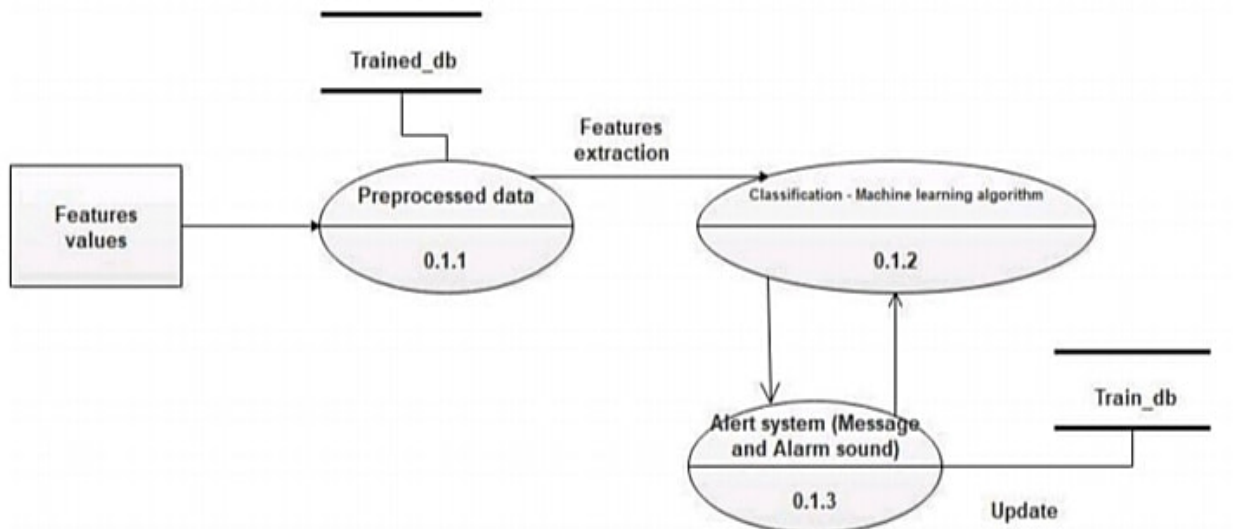 Trained_db
Features
extraction
Features
values
Preprocessed data
0.1.1
Classification - Machine learning algorithm
0.1.2
Train_db
Alert system (Message
and Alarm sound)
0.1.3
Update